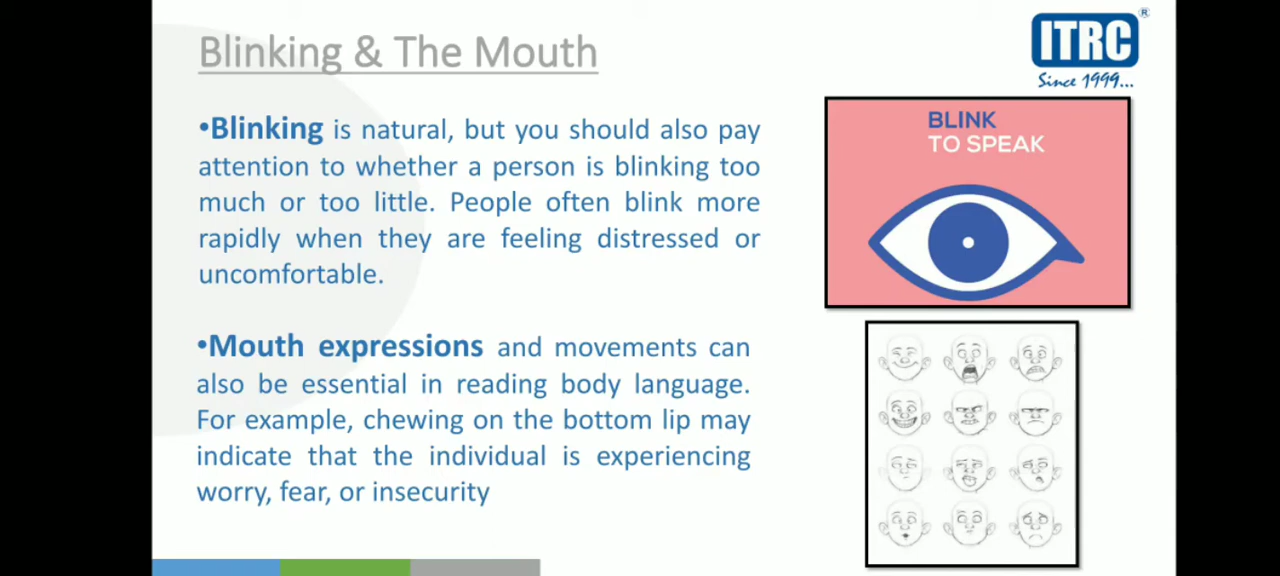 Blinking & The Mouth
ITRC
®
Since 1999...
•Blinking is natural, but you should also pay
attention to whether a person is blinking too
much or too little. People often blink more
rapidly when they are feeling distressed or
uncomfortable.
BLINK
TO SPEAK
•Mouth expressions and movements can
also be essential in reading body language.
For example, chewing on the bottom lip may
indicate that the individual is experiencing
worry, fear, or insecurity